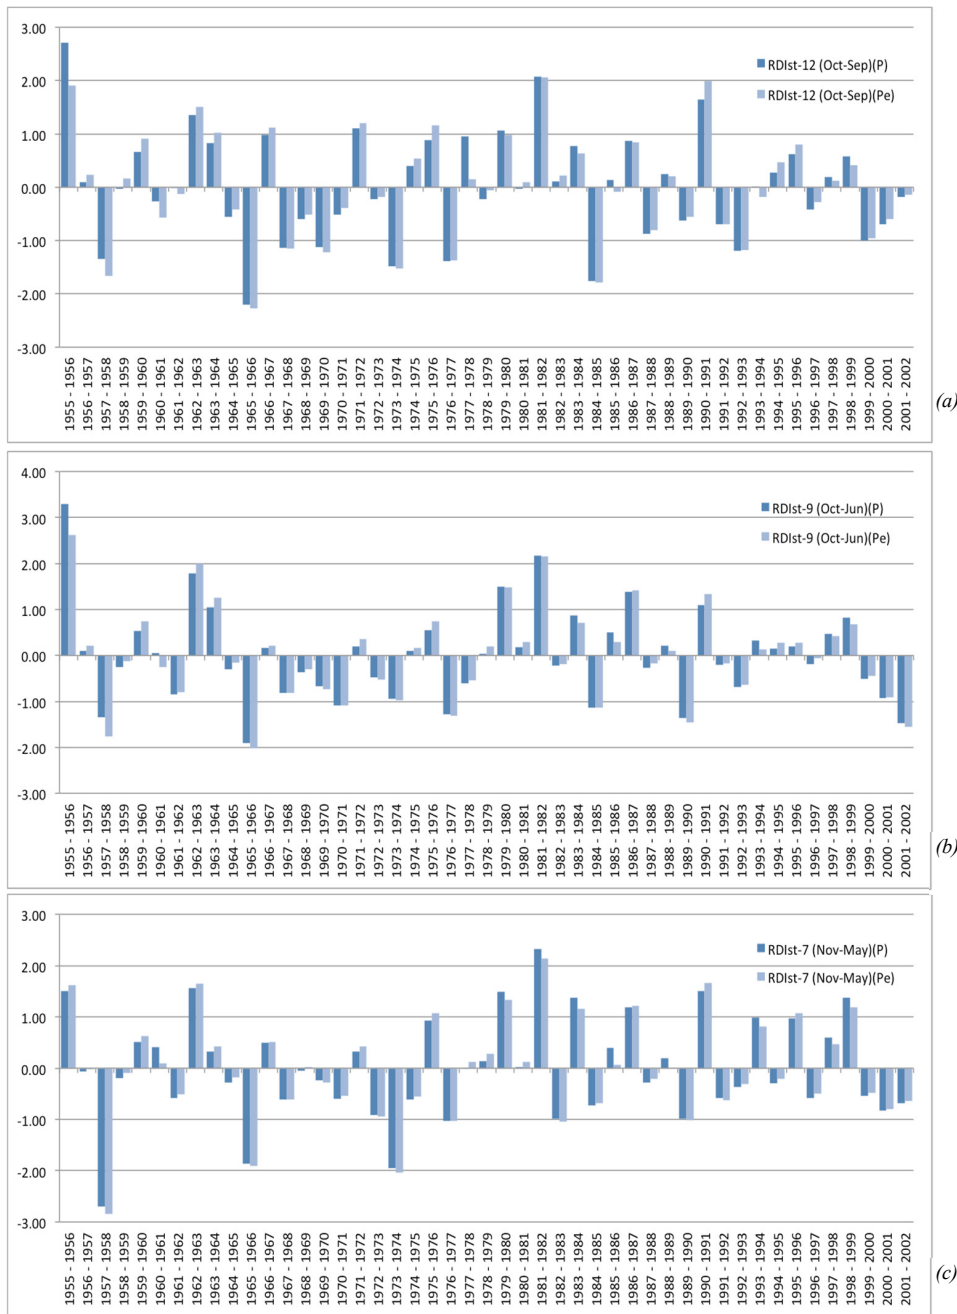 3.00
RDIst-12 (Oct-Sep)(P)
2.00
RDIst-12 (Oct-Sep)(Pe)
1.00
0.00
-1.00
-2.00
-3.00
1955 - 1956
1956 - 1957
1957 - 1958
1958 - 1959
1959 - 1960
1960 - 1961
1961 - 1962
1962 - 1963
1963 - 1964
1964 - 1965
1965 - 1966
1966 - 1967
1967 - 1968
1968 - 1969
1969 - 1970
1970 - 1971
1971 - 1972
1972 - 1973
1973 - 1974
1974 - 1975
1975 - 1976
1976 - 1977
1977 - 1978
1978 - 1979
1979 - 1980
1980 - 1981
1981 - 1982
1982 - 1983
1983 - 1984
1984 - 1985
1985 - 1986
1986 - 1987
1987 - 1988
1988 - 1989
1989 - 1990
1990 - 1991
1991 - 1992
1992 - 1993
1993 - 1994
1994 - 1995
1995 - 1996
1996 - 1997
1997 - 1998
1998 - 1999
1999 - 2000
2000 - 2001
2001 - 2002
(a)
4.00
3.00
RDIst-9 (Oct-Jun)(P)
RDIst-9 (Oct-Jun)(Pe)
2.00
1.00
0.00
-1.00
-2.00
-3.00
1955 - 1956
1956 - 1957
1957 - 1958
1958 - 1959
1959 - 1960
1960 - 1961
1961 - 1962
1962 - 1963
1963 - 1964
1964 - 1965
1965 - 1966
1966 - 1967
1967 - 1968
1968 - 1969
1969 - 1970
1970 - 1971
1971 - 1972
1972 - 1973
1973 - 1974
1974 - 1975
1975 - 1976
1976 - 1977
1977 - 1978
1978 - 1979
1979 - 1980
1980 - 1981
1981 - 1982
1982 - 1983
1983 - 1984
1984 - 1985
1985 - 1986
1986 - 1987
1987 - 1988
1988 - 1989
1989 - 1990
1990 - 1991
1991 - 1992
1992 - 1993
1993 - 1994
1994 - 1995
1995 - 1996
1996 - 1997
1997 - 1998
1998 - 1999
1999 - 2000
2000 - 2001
2001 - 2002
(b)
3.00
RDIst-7 (Nov-May)(P)
RDIst-7 (Nov-May)(Pe)
2.00
1.00
0.00
-1.00
-2.00
-3.00
1955 - 1956
1956 - 1957
1957 - 1958
1958 - 1959
1959 - 1960
1960 - 1961
1961 - 1962
1962 - 1963
1963 - 1964
1964 - 1965
1965 - 1966
1966 - 1967
1967 - 1968
1968 - 1969
1969 - 1970
1970 - 1971
1971 - 1972
1972 - 1973
1973 - 1974
1974 - 1975
1975 - 1976
1976 - 1977
1977 - 1978
1978 - 1979
1979 - 1980
1980 - 1981
1981 - 1982
1982 - 1983
1983 - 1984
1984 - 1985
1985 - 1986
1986 - 1987
1987 - 1988
1988 - 1989
1989 - 1990
1990 - 1991
1991 - 1992
1992 - 1993
1993 - 1994
1994 - 1995
1995 - 1996
1996 - 1997
1997 - 1998
1998 - 1999
1999 - 2000
2000 - 2001
2001 - 2002
(c)